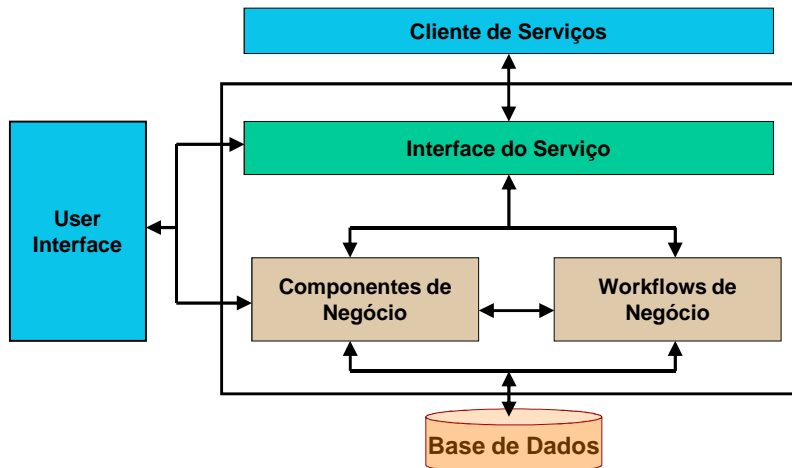 Cliente de Serviços
Interface do Serviço
User
Interface
Componentes de
Negócio
Workflows de
Negócio
Base de Dados